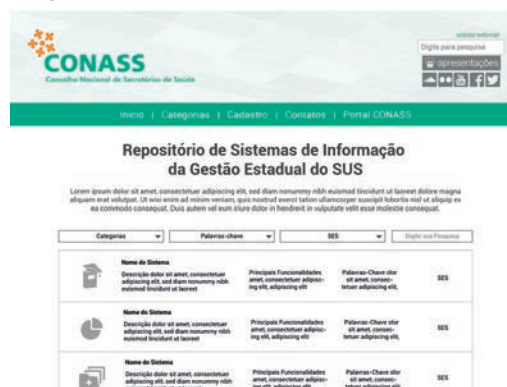 acesso webmail
Digite para pesquisa
CONASS
Conselho Nacional de Secretários de Saúde
apresentações
Início | Categorias | Cadastro | Contatos | Portal CONASS
Repositório de Sistemas de Informação
da Gestão Estadual do SUS
Lorem ipsum dolor sit amet, consectetuer adipiscing elit, sed diam nonummy nibh euismod tincidunt ut laoreet dolore magna
aliquam erat volutpat. Ut wisi enim ad minim veniam, quis nostrud exerci tation ullamcorper suscipit lobortis nisl ut aliquip ex
ea commodo consequat. Duis autem vel eum iriure dolor in hendrerit in vulputate velit esse molestie consequat.
Categorias Palavras-chave SES Digite sua Pesquisa
Nome do Sistema
Descrição dolor sit amet, consectetuer
adipiscing elit, sed diam nonummy nibh
euismod tincidunt ut laoreet
Principais Funcionalidades
amet, consectetuer adipisc-
ing elit, adipiscing elit
Palavras-Chave olor
sit amet, consec-
tetuer adipiscing elit,
SES
Nome do Sistema
Descrição dolor sit amet, consectetuer
adipiscing elit, sed diam nonummy nibh
euismod tincidunt ut laoreet
Principais Funcionalidades
amet, consectetuer adipisc-
ing elit, adipiscing elit
Palavras-Chave olor
sit amet, consec-
tetuer adipiscing elit,
SES
Nome do Sistema
Descrição dolor sit amet, consectetuer
adipiscing elit, sed diam nonummy nibh
Principais Funcionalidades
amet, consectetuer adipisc-
ing elit, adipiscing elit
Palavras-Chave olor
sit amet, consec-
tetuer adipiscing elit,
SES